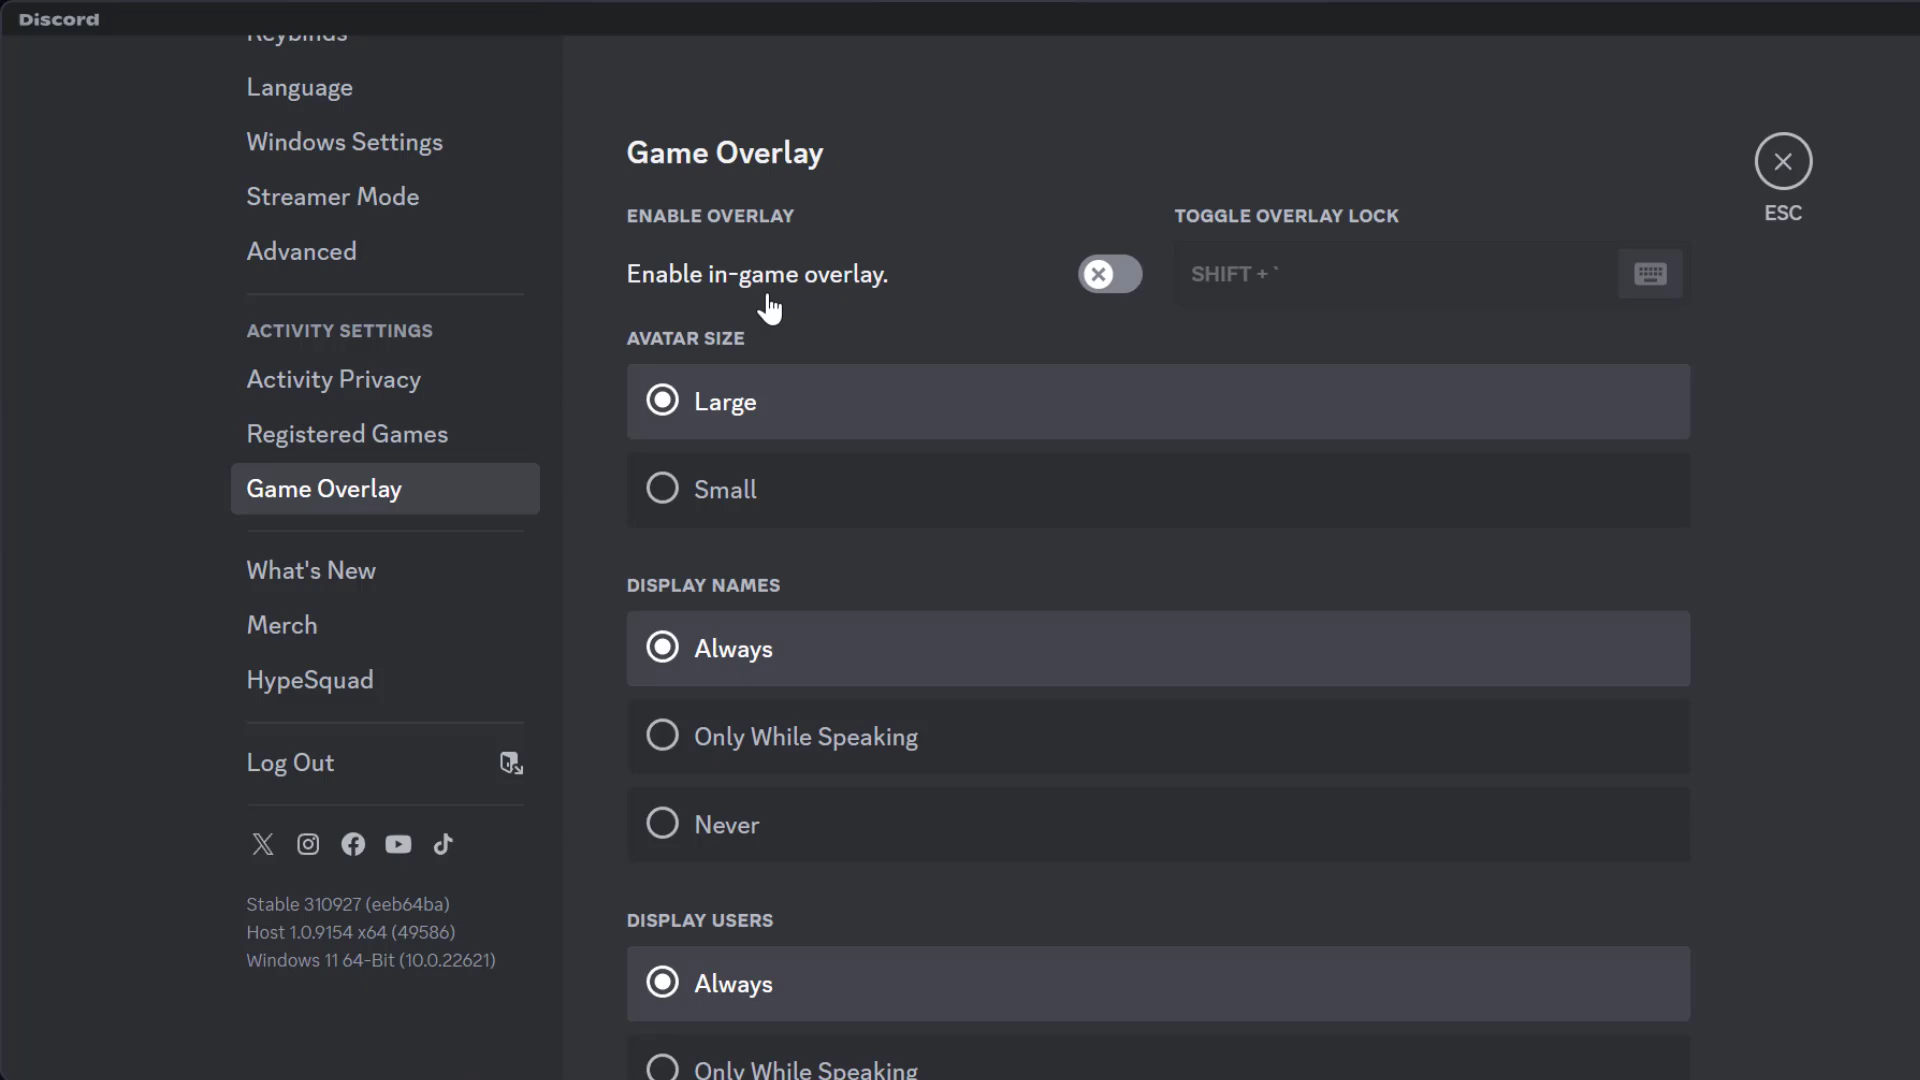 Discord
Keybinds
Language
Windows Settings
Streamer Mode
Advanced
ACTIVITY SETTINGS
Activity Privacy
Registered Games
Game Overlay
What's New
Merch
HypeSquad
Log Out
Stable 310927 (eeb64ba)
Host 1.0.9154 x64 (49586)
Windows 11 64-Bit (10.0.22621)
Game Overlay
ENABLE OVERLAY
Enable in-game overlay.
TOGGLE OVERLAY LOCK
SHIFT + `
AVATAR SIZE
Large
Small
DISPLAY NAMES
Always
Only While Speaking
Never
DISPLAY USERS
Always
Only While Speaking
ESC